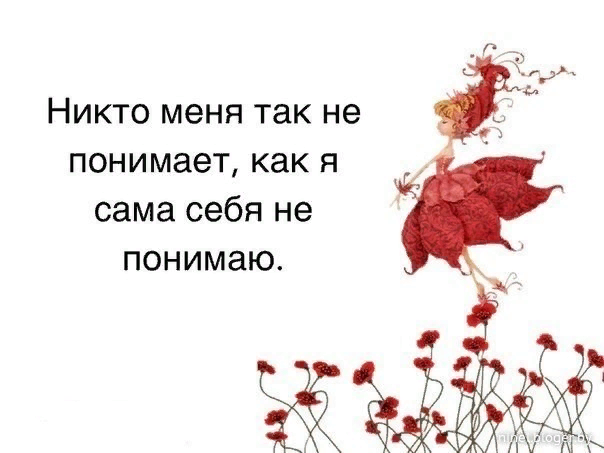 Никто меня так не
понимает, как я
сама себя не
понимаю.